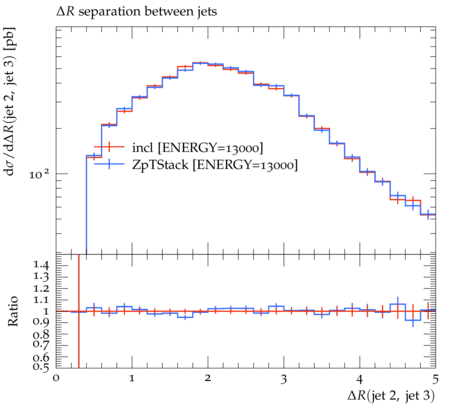 ΔR separation between jets
dσ/dΔR(jet 2, jet 3) [pb]
10²
incl [ENERGY=13000]
ZpTStack [ENERGY=13000]
Ratio
1.4
1.3
1.2
1.1
1
0.9
0.8
0.7
0.6
0.5
0 1 2 3 4 5
ΔR(jet 2, jet 3)